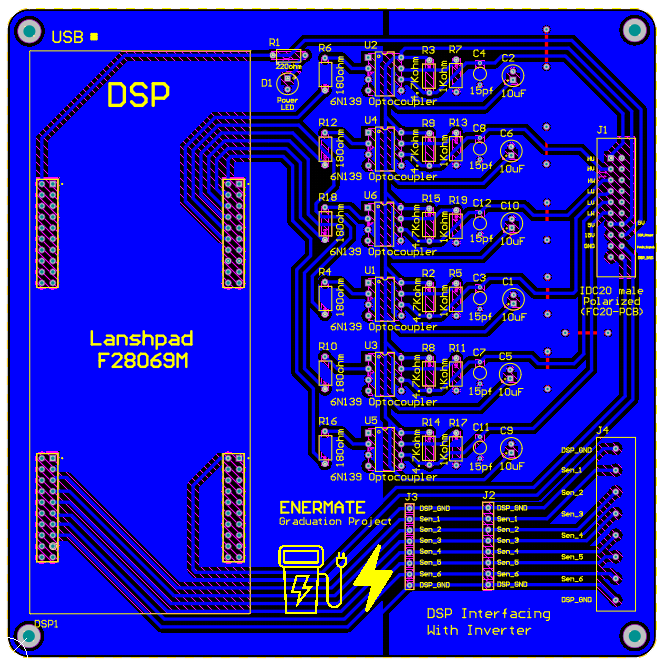 USB
DSP
R1
220ohm
D1
Power
LED
R6
180ohm
U2
6N139 Optocoupler
R3
4.7Kohm
R7
1Kohm
C4
15pf
C2
10uF
R12
180ohm
U4
6N139 Optocoupler
R9
4.7Kohm
R13
1Kohm
C8
15pf
C6
10uF
R18
180ohm
U6
6N139 Optocoupler
R15
4.7Kohm
R19
1Kohm
C12
15pf
C10
10uF
R4
180ohm
U1
6N139 Optocoupler
R2
4.7Kohm
R5
1Kohm
C3
15pf
C1
10uF
R10
180ohm
U3
6N139 Optocoupler
R8
4.7Kohm
R11
1Kohm
C7
15pf
C5
10uF
R16
180ohm
U5
6N139 Optocoupler
R14
4.7Kohm
R17
1Kohm
C11
15pf
C9
10uF
J1
GND
5V
IDC20 male
Polarized
(FC20-PCB)
Lanshpad
F28069M
ENERMATE
Graduation Project
J3
DSP_GND
Sen_1
Sen_2
Sen_3
Sen_4
Sen_5
Sen_6
DSP_GND
J2
DSP_GND
Sen_1
Sen_2
Sen_3
Sen_4
Sen_5
Sen_6
DSP_GND
J4
DSP_GND
Sen_1
Sen_2
Sen_3
Sen_4
Sen_5
Sen_6
DSP_GND
DSP Interfacing
With Inverter
DSP1